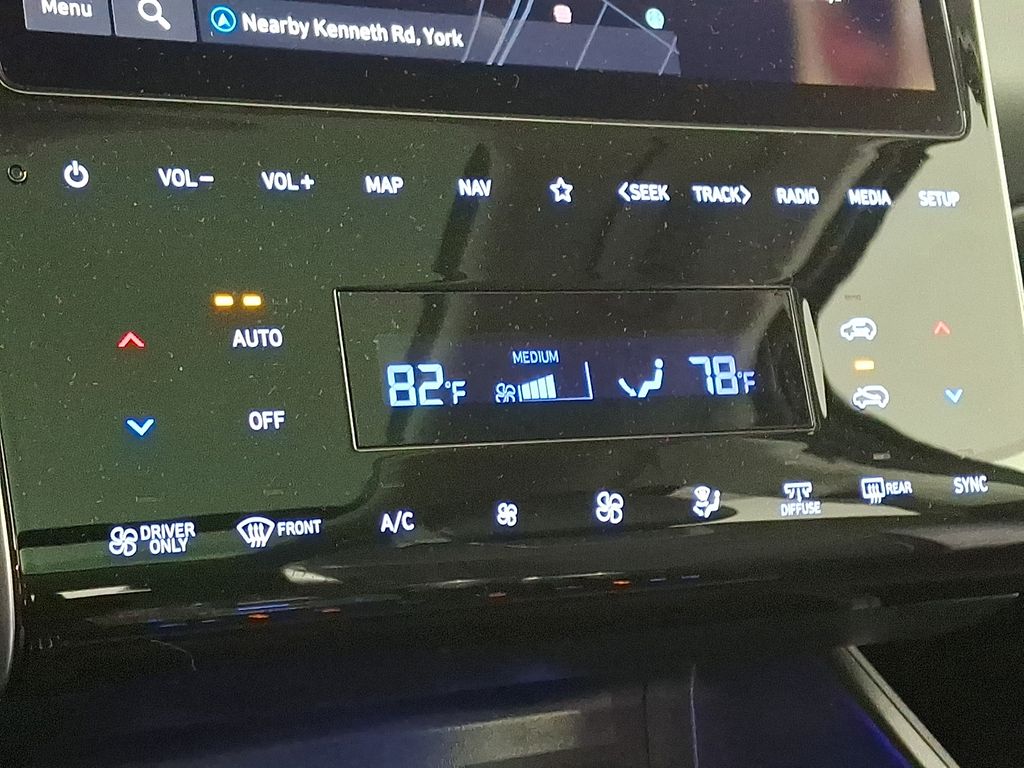 Menu
Nearby Kenneth Rd, York
VOL- VOL+ MAP NAV <SEEK TRACK> RADIO MEDIA SETUP
AUTO
MEDIUM
82°F 78°F
OFF
DRIVER ONLY
FRONT
A/C
DIFFUSE
REAR
SYNC